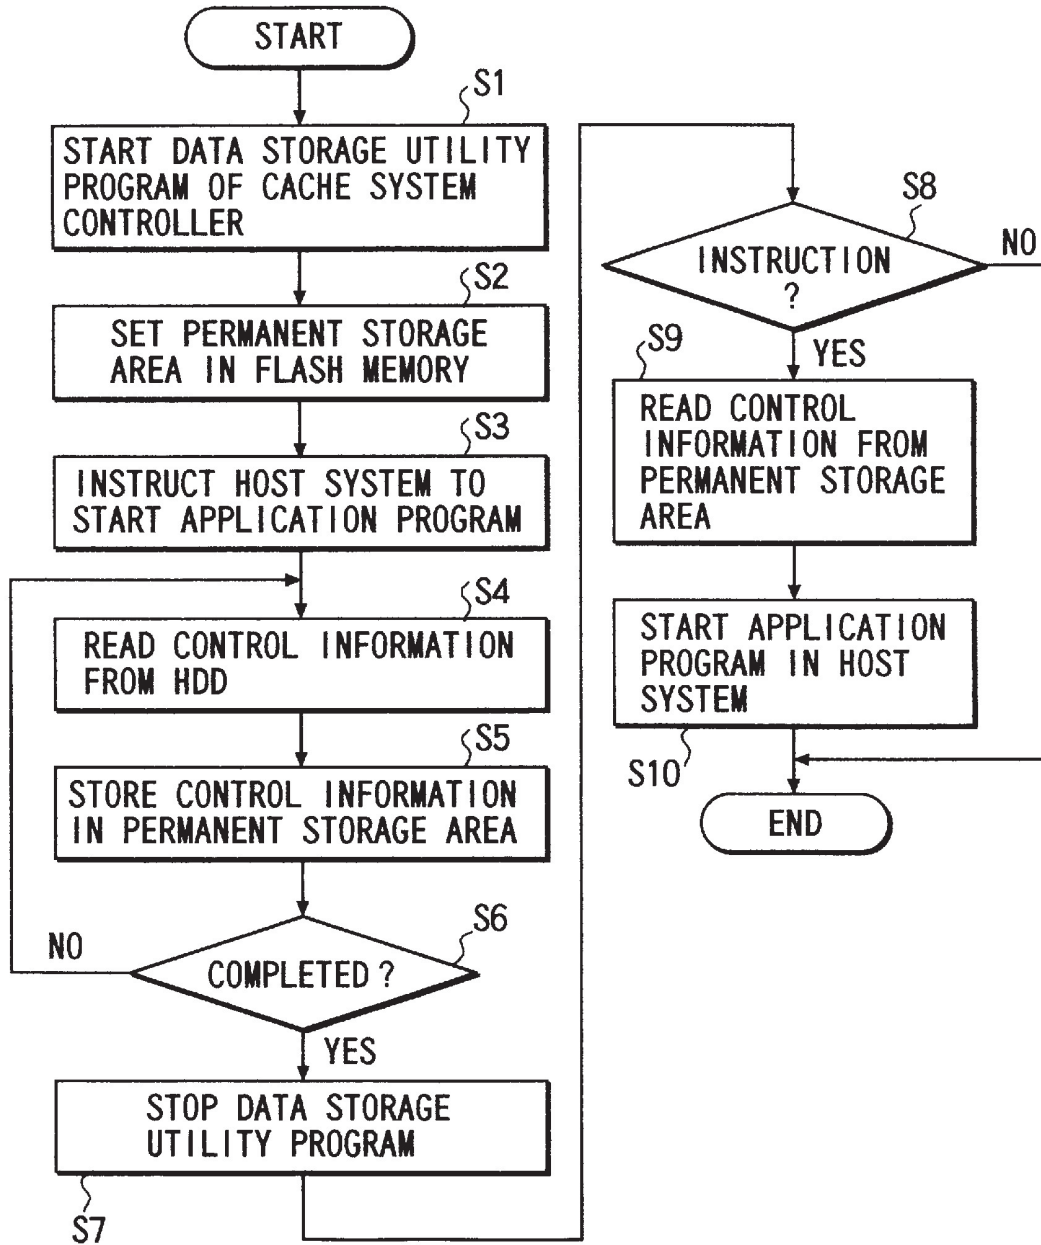 START
S1
START DATA STORAGE UTILITY
PROGRAM OF CACHE SYSTEM
CONTROLLER
S2
SET PERMANENT STORAGE
AREA IN FLASH MEMORY
S3
INSTRUCT HOST SYSTEM TO
START APPLICATION PROGRAM
S4
READ CONTROL INFORMATION
FROM HDD
S5
STORE CONTROL INFORMATION
IN PERMANENT STORAGE AREA
S6
NO
COMPLETED ?
YES
STOP DATA STORAGE
UTILITY PROGRAM
S7
S8
INSTRUCTION
?
NO
YES
S9
READ CONTROL
INFORMATION FROM
PERMANENT STORAGE
AREA
START APPLICATION
PROGRAM IN HOST
SYSTEM
S10
END